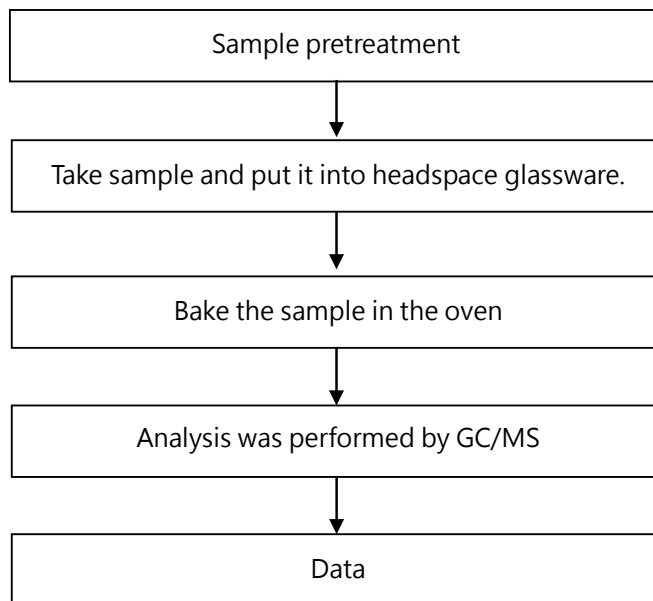 Sample pretreatment
Take sample and put it into headspace glassware.
Bake the sample in the oven
Analysis was performed by GC/MS
Data